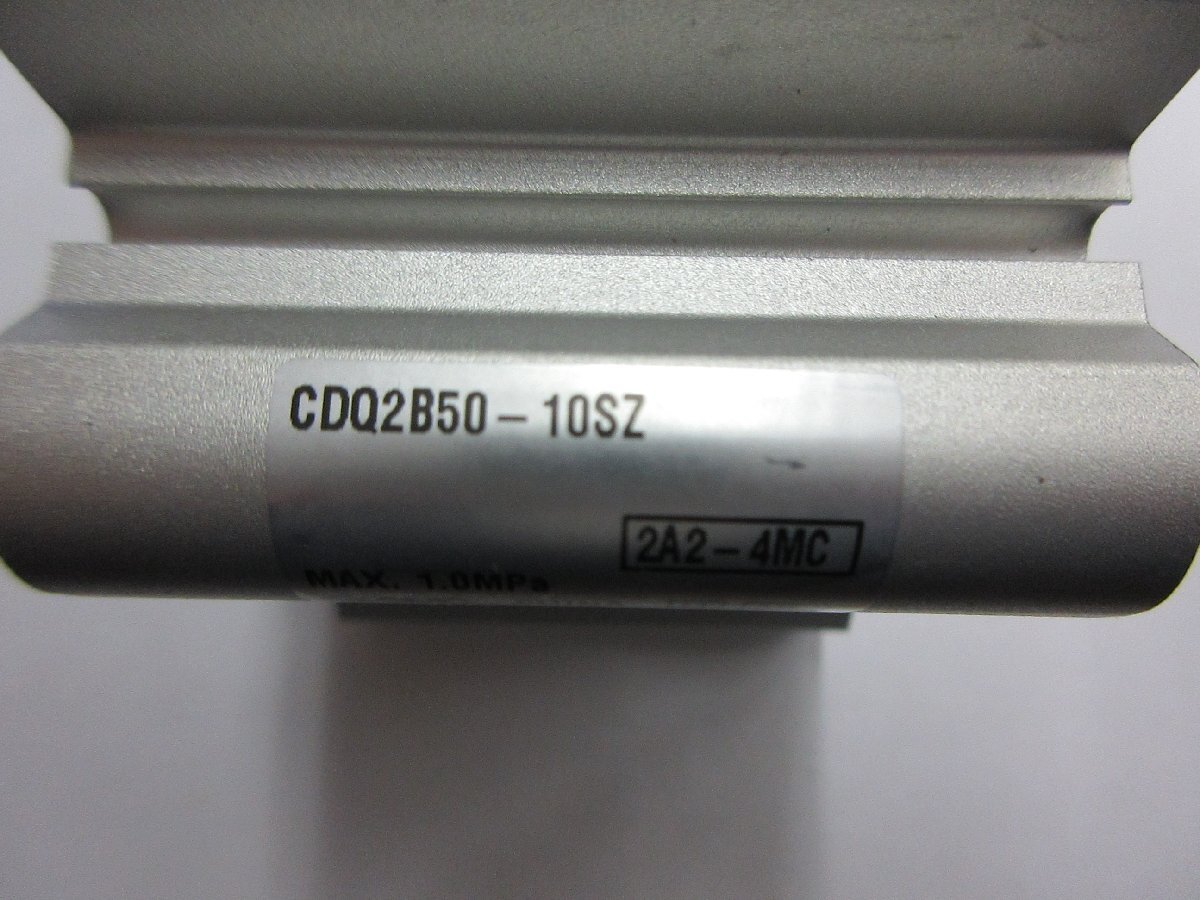 CDQ2B50-10SZ
2A2-4MC
MAX. 1.0MPa